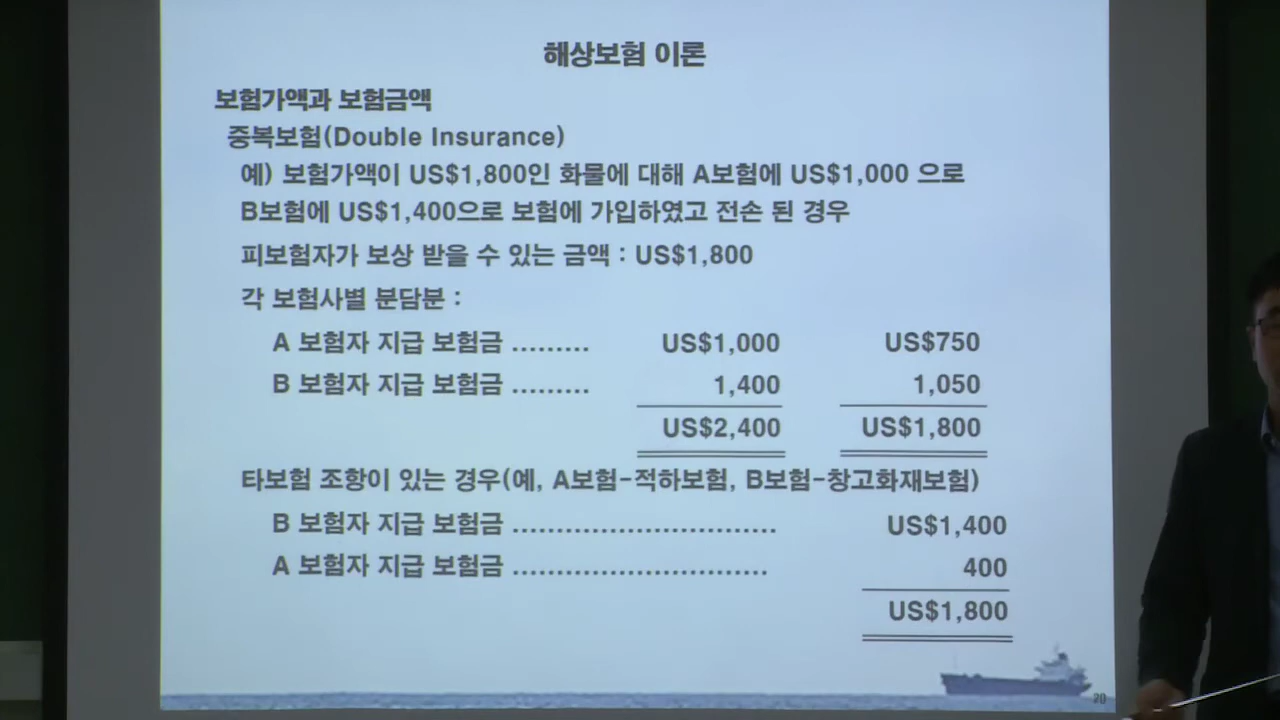 해상보험 이론
보험가액과 보험금액
중복보험(Double Insurance)
예) 보험가액이 US$1,800인 화물에 대해 A보험에 US$1,000 으로
B보험에 US$1,400으로 보험에 가입하였고 전손 된 경우
피보험자가 보상 받을 수 있는 금액 : US$1,800
각 보험사별 분담분 :
A 보험자 지급 보험금 ......... US$1,000 US$750
B 보험자 지급 보험금 ......... 1,400 1,050
US$2,400 US$1,800
타보험 조항이 있는 경우(예, A보험-적하보험, B보험-창고화재보험)
B 보험자 지급 보험금 ............................ US$1,400
A 보험자 지급 보험금 ........................... 400
US$1,800
20